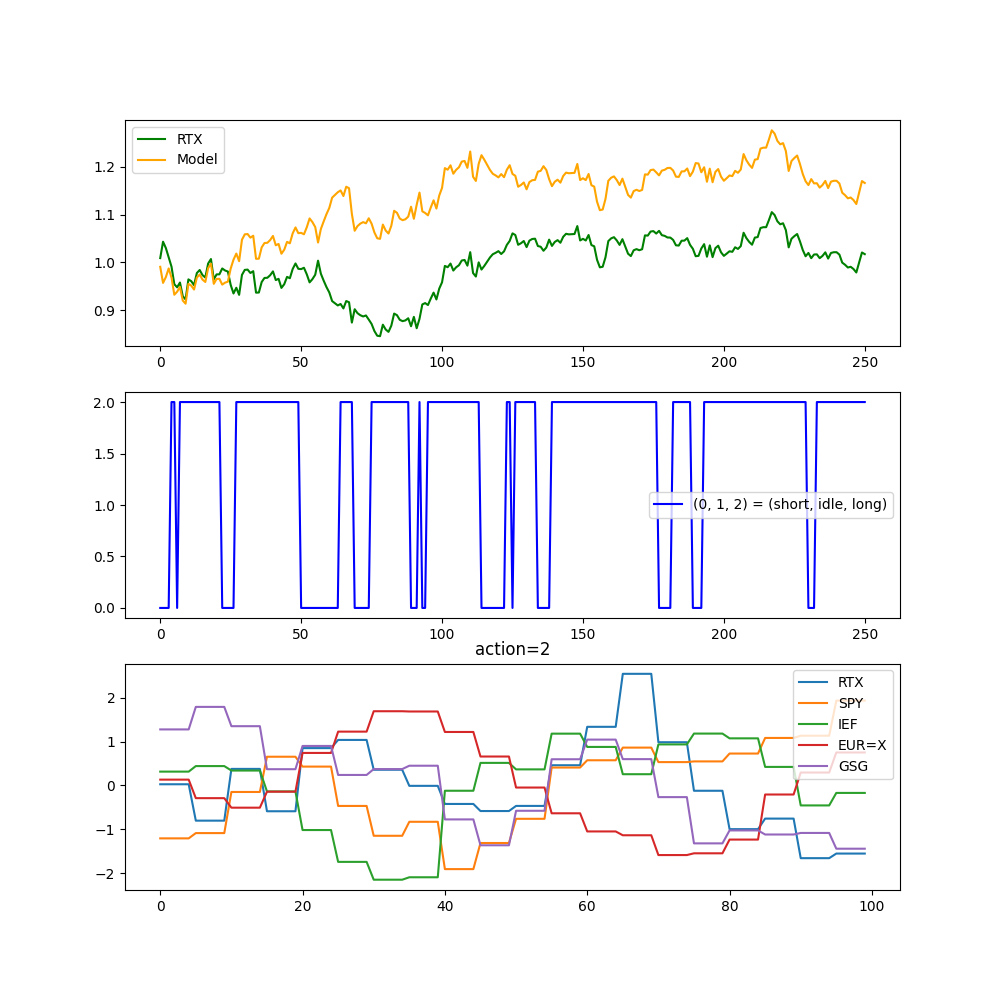 RTX
Model
1.2
1.1
1.0
0.9
0 50 100 150 200 250
2.0
1.5
1.0
0.5
0.0
(0, 1, 2) = (short, idle, long)
0 50 100 150 200 250
action=2
2
1
0
−1
−2
RTX
SPY
IEF
EUR=X
GSG
0 20 40 60 80 100